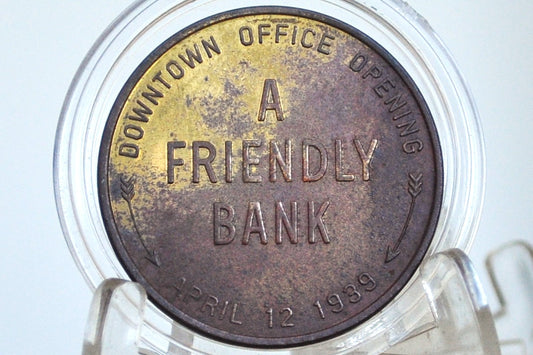 DOWNTOWN OFFICE OPENING
A
FRIENDLY
BANK
APRIL 12 1939